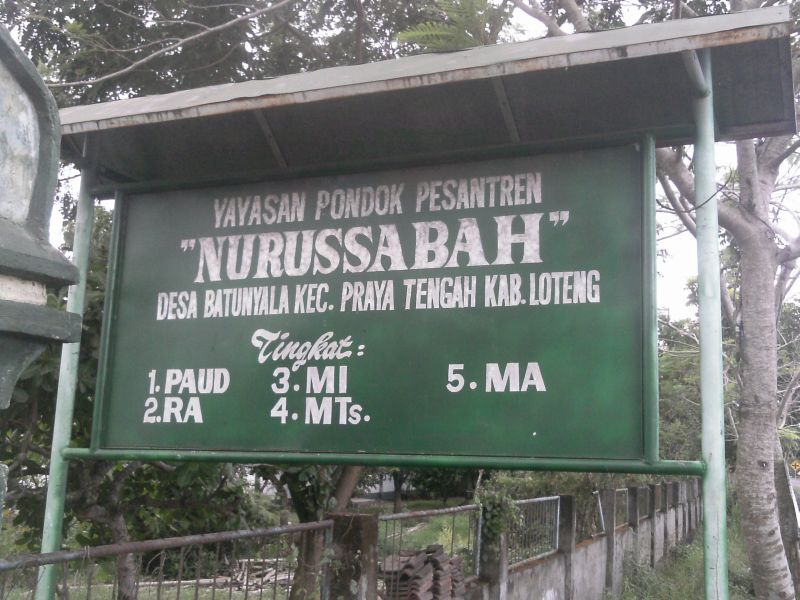 YAYASAN PONDOK PESANTREN
"NURUSSABAH"
DESA BATUNYALA KEC. PRAYA TENGAH KAB. LOTENG
Tingkat :
1. PAUD
2. RA
3. MI
4. MTs.
5. MA